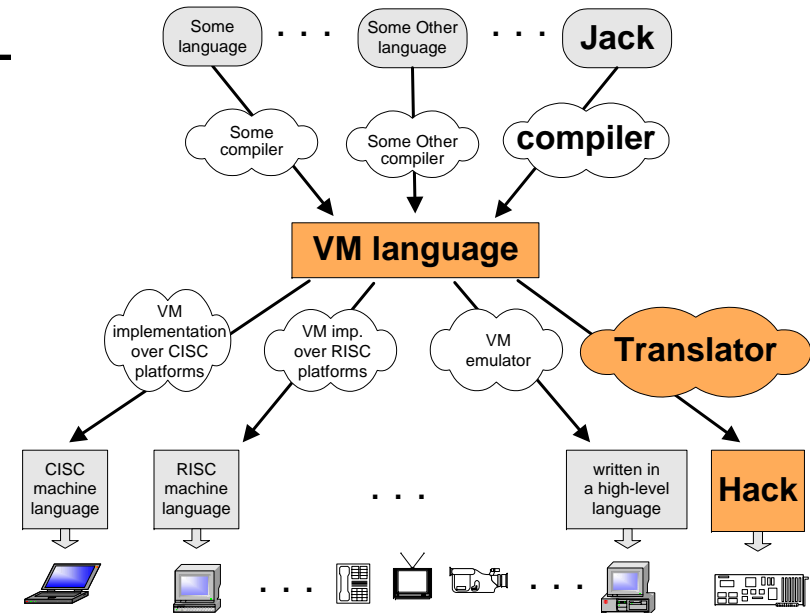 Some
language
. . .
Some Other
language
. . .
Jack
Some
compiler
Some Other
compiler
compiler
VM language
VM
implementation
over CISC
platforms
VM imp.
over RISC
platforms
VM
emulator
Translator
CISC
machine
language
RISC
machine
language
. . .
written in
a high-level
language
Hack
. . .
. . .